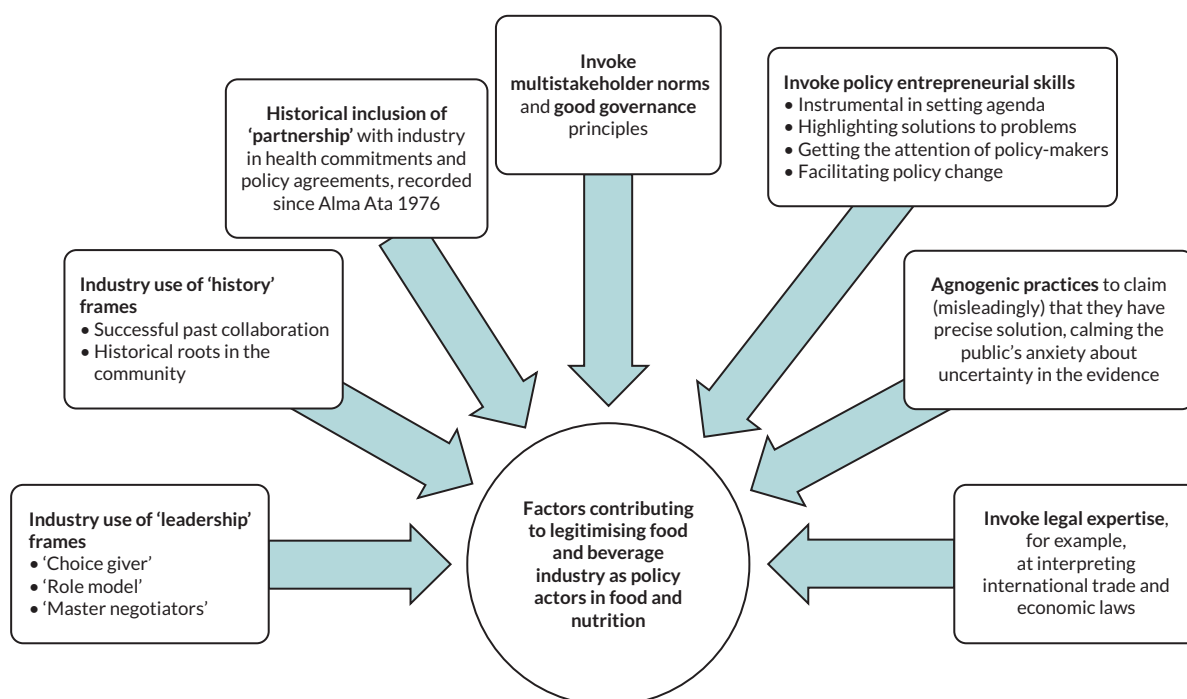 Industry use of ‘leadership’
frames
• ‘Choice giver’
• ‘Role model’
• ‘Master negotiators’
Industry use of ‘history’
frames
• Successful past collaboration
• Historical roots in the
community
Historical inclusion of
‘partnership’ with industry
in health commitments and
policy agreements, recorded
since Alma Ata 1976
Invoke
multistakeholder norms
and good governance
principles
Invoke policy entrepreneurial skills
• Instrumental in setting agenda
• Highlighting solutions to problems
• Getting the attention of policy-makers
• Facilitating policy change
Agnogenic practices to claim
(misleadingly) that they have
precise solution, calming the
public’s anxiety about
uncertainty in the evidence
Invoke legal expertise,
for example,
at interpreting
international trade and
economic laws
Factors contributing
to legitimising food
and beverage
industry as policy
actors in food and
nutrition